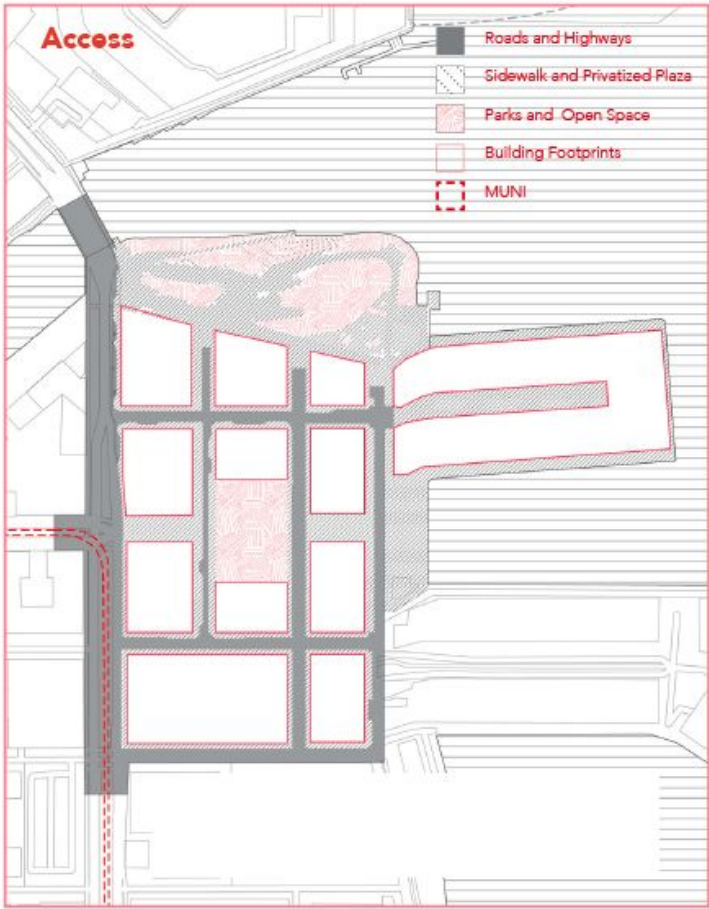 Access
Roads and Highways
Sidewalk and Privatized Plaza
Parks and Open Space
Building Footprints
MUNI